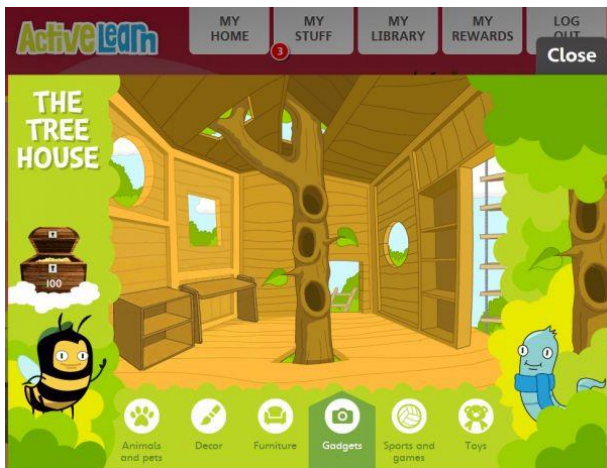 ActiveLearn
MY HOME
MY STUFF
3
MY LIBRARY
MY REWARDS
LOG OUT
Close
THE
TREE
HOUSE
100
Animals
and pets
Decor
Furniture
Gadgets
Sports and
games
Toys